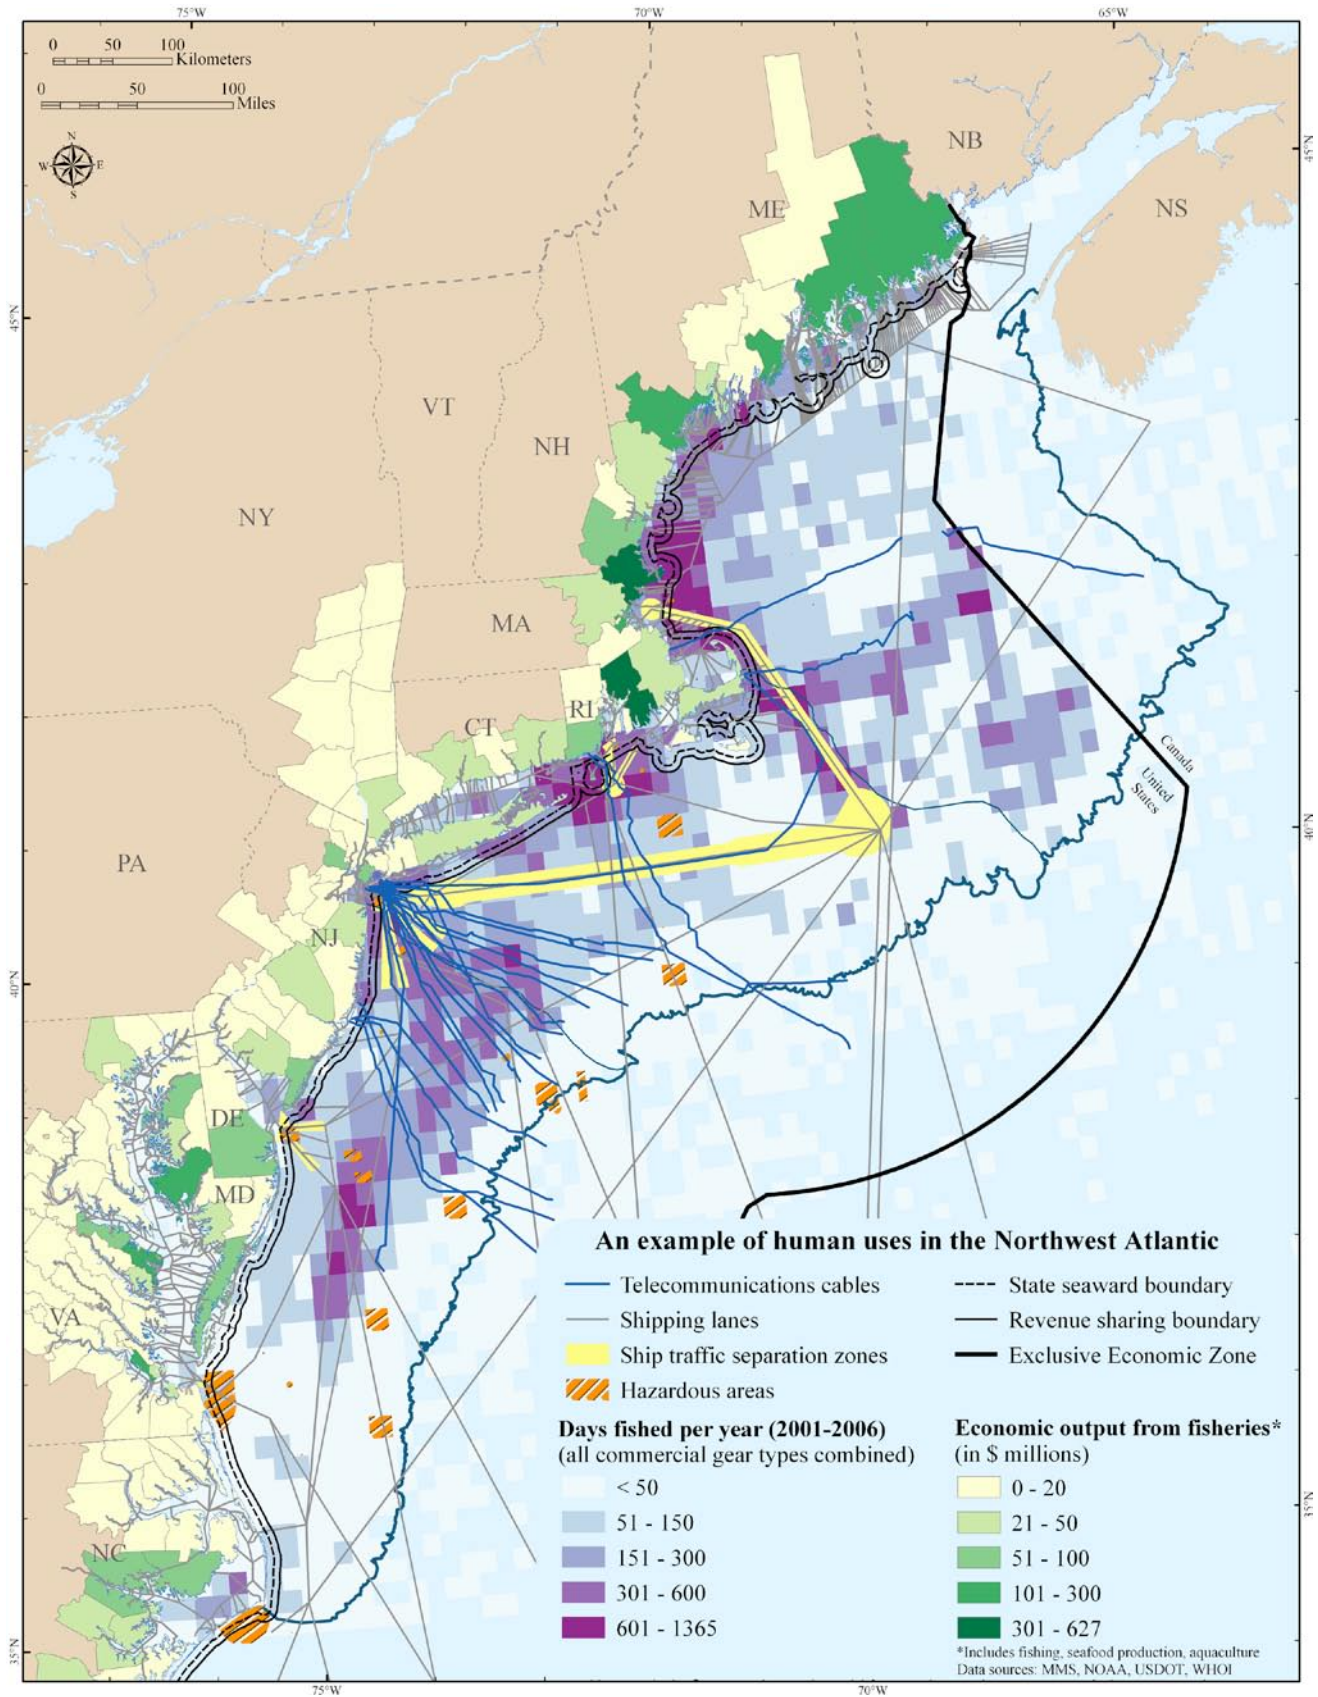 75°W 70°W 65°W
0 50 100
Kilometers
0 50 100
Miles
N
W E
S
45°N
45°N
40°N
40°N
35°N
35°N
NB
NS
ME
VT
NH
NY
MA
CT
RI
PA
NJ
DE
MD
VA
NC
Canada
United
States
An example of human uses in the Northwest Atlantic
Telecommunications cables
Shipping lanes
Ship traffic separation zones
Hazardous areas
State seaward boundary
Revenue sharing boundary
Exclusive Economic Zone
Days fished per year (2001-2006)
(all commercial gear types combined)
< 50
51 - 150
151 - 300
301 - 600
601 - 1365
Economic output from fisheries*
(in $ millions)
0 - 20
21 - 50
51 - 100
101 - 300
301 - 627
*Includes fishing, seafood production, aquaculture
Data sources: MMS, NOAA, USDOT, WHOI
75°W 70°W